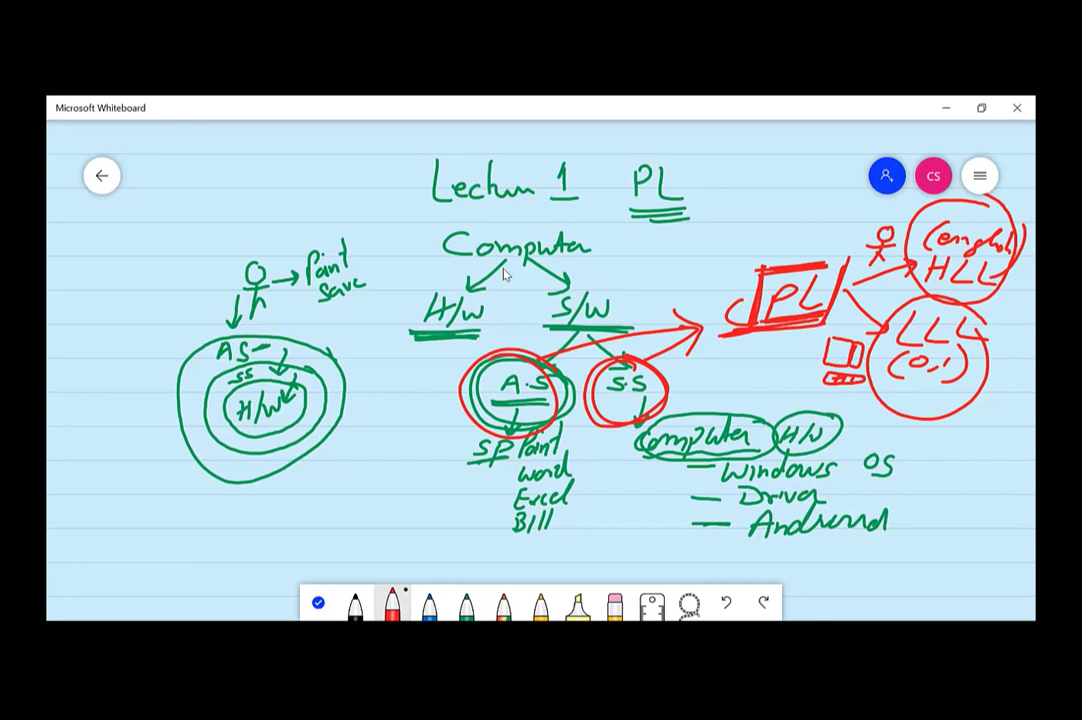 Microsoft Whiteboard
CS
Lecture 1 PL
Computer
→ Paint
Save
H/W
S/W
PL
(english)
HLL
LLL
(0,1)
AS
SS
H/W
A.S
S.S
SP Paint
Word
Excel
Bill
Computer H/W
— Windows OS
— Driver
— Android